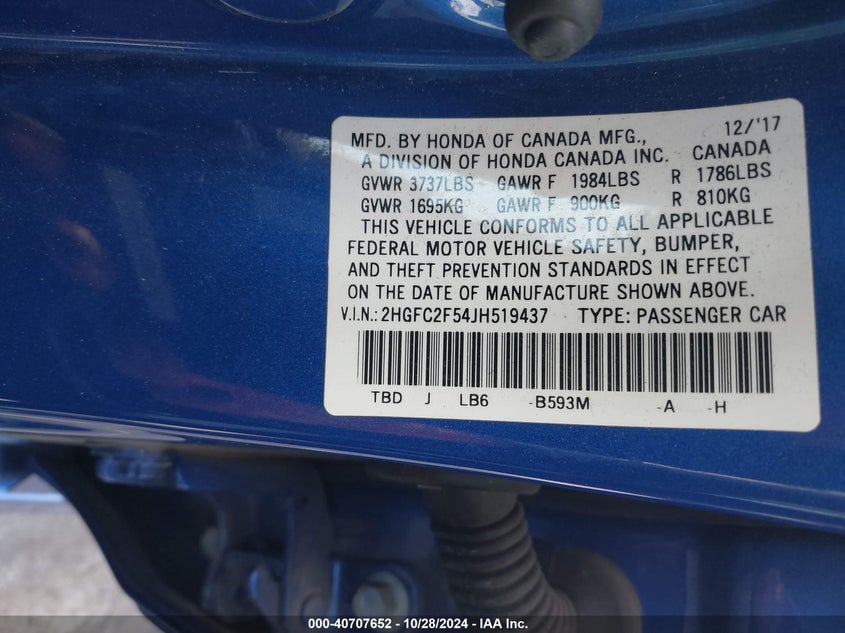 MFD. BY HONDA OF CANADA MFG., 12/'17
A DIVISION OF HONDA CANADA INC. CANADA
GVWR 3737LBS GAWR F 1984LBS R 1786LBS
GVWR 1695KG GAWR F 900KG R 810KG
THIS VEHICLE CONFORMS TO ALL APPLICABLE
FEDERAL MOTOR VEHICLE SAFETY, BUMPER,
AND THEFT PREVENTION STANDARDS IN EFFECT
ON THE DATE OF MANUFACTURE SHOWN ABOVE.
V.I.N.: 2HGFC2F54JH519437 TYPE: PASSENGER CAR
TBD J LB6 -B593M -A -H
000-40707652 | 10/28/2024 - IAA Inc.